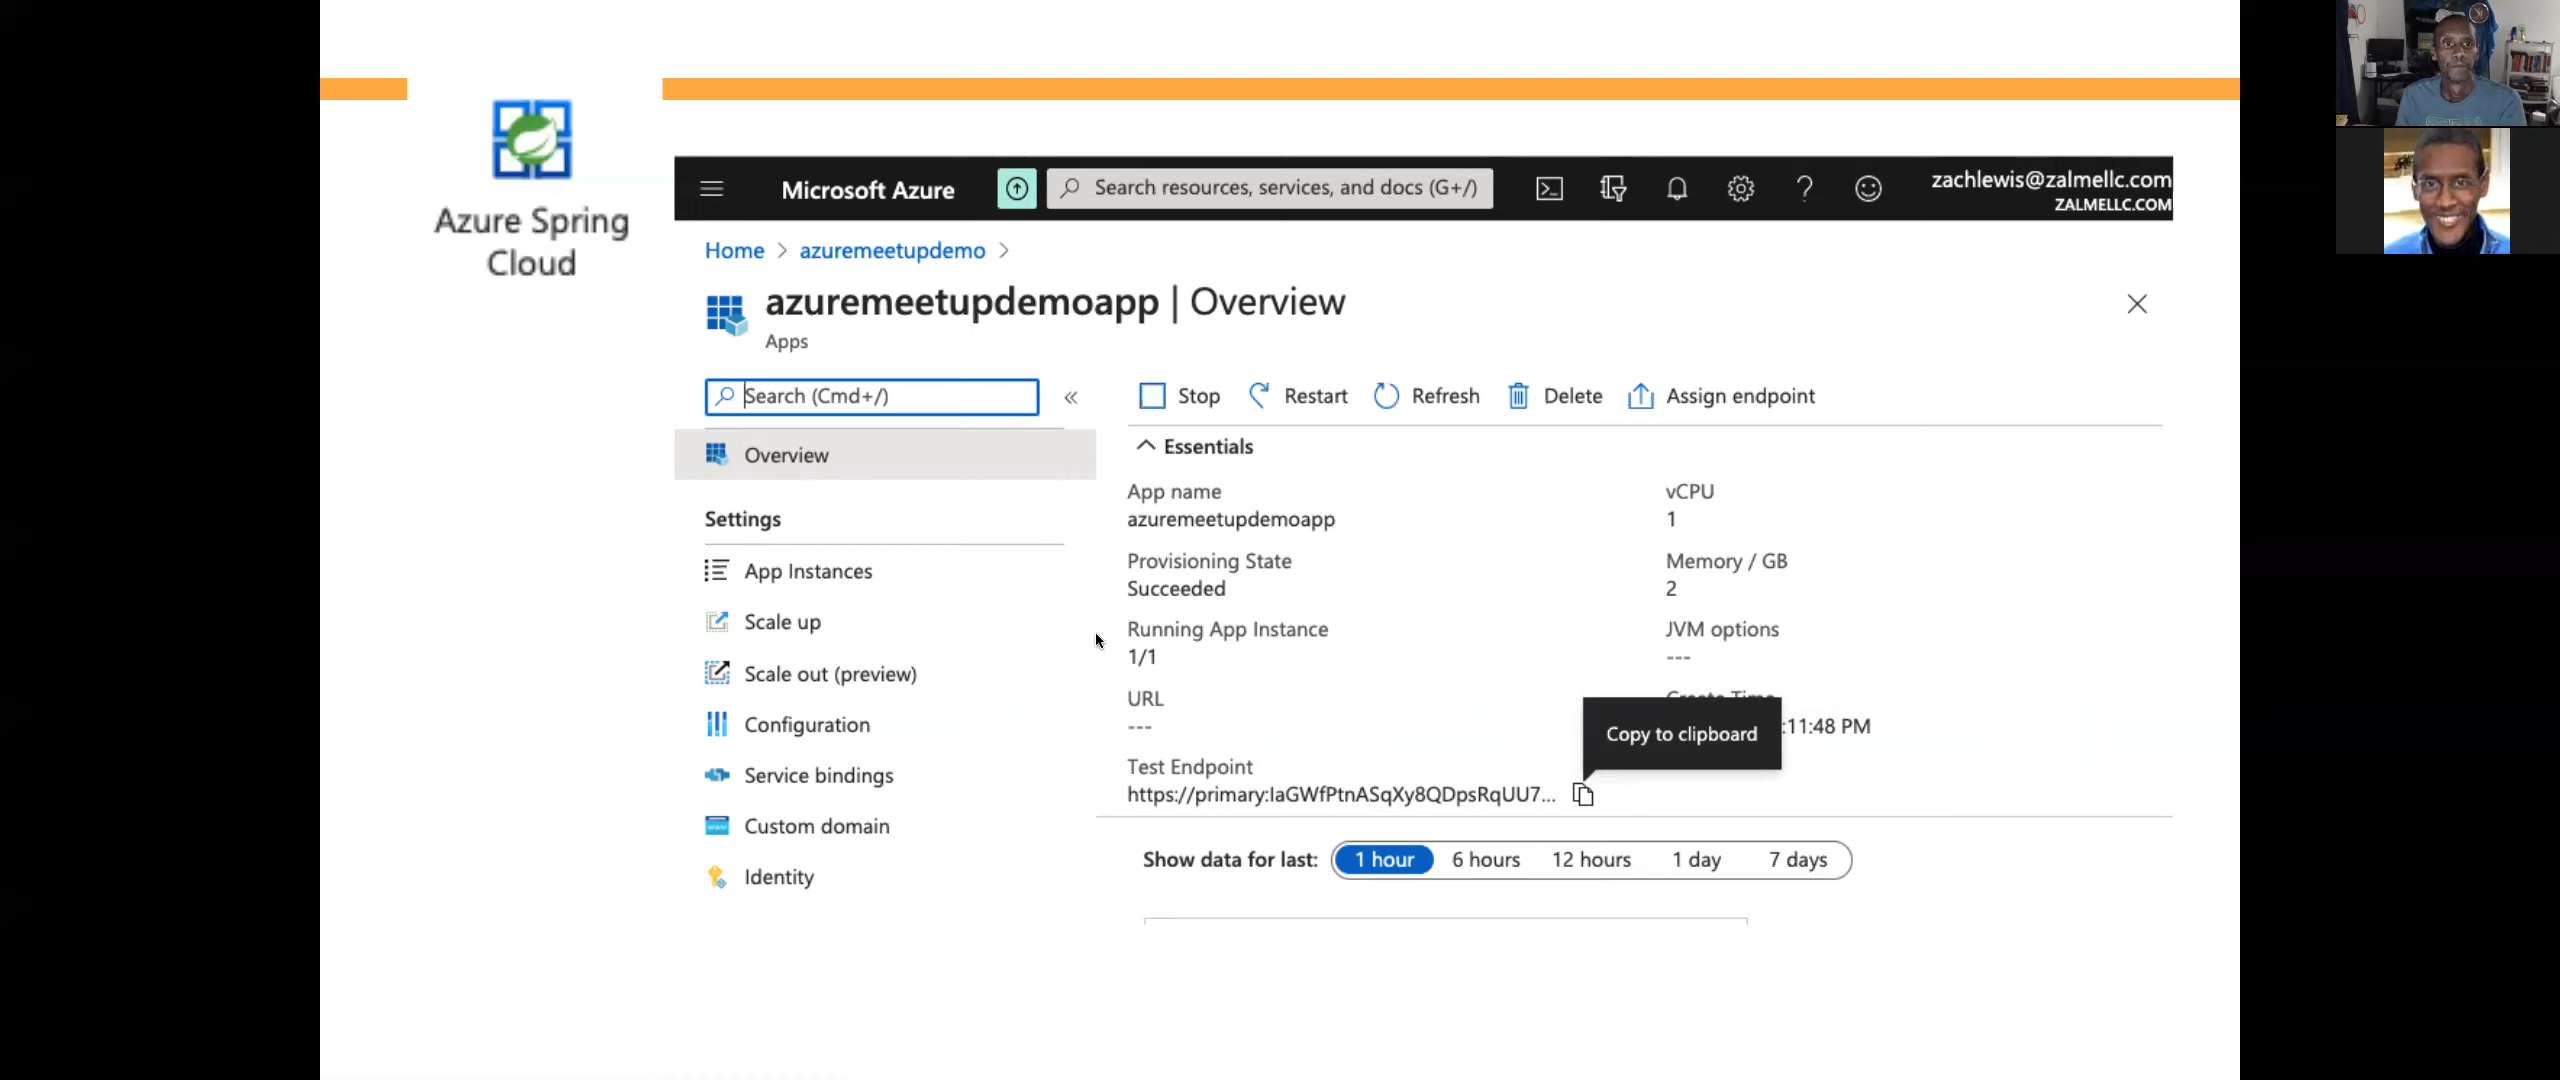 Azure Spring
Cloud
Microsoft Azure
Search resources, services, and docs (G+/)
zachlewis@zalmellc.com
ZALMELLC.COM
Home > azuremeetupdemo >
azuremeetupdemoapp | Overview
Apps
Search (Cmd+/)
«
Stop
Restart
Refresh
Delete
Assign endpoint
Overview
Settings
App Instances
Scale up
Scale out (preview)
Configuration
Service bindings
Custom domain
Identity
Essentials
App name
azuremeetupdemoapp
Provisioning State
Succeeded
Running App Instance
1/1
URL
---
Test Endpoint
https://primary:IaGWfPtnASqXy8QDpsRqUU7...
vCPU
1
Memory / GB
2
JVM options
---
Create Time
:11:48 PM
Copy to clipboard
Show data for last:
1 hour
6 hours
12 hours
1 day
7 days